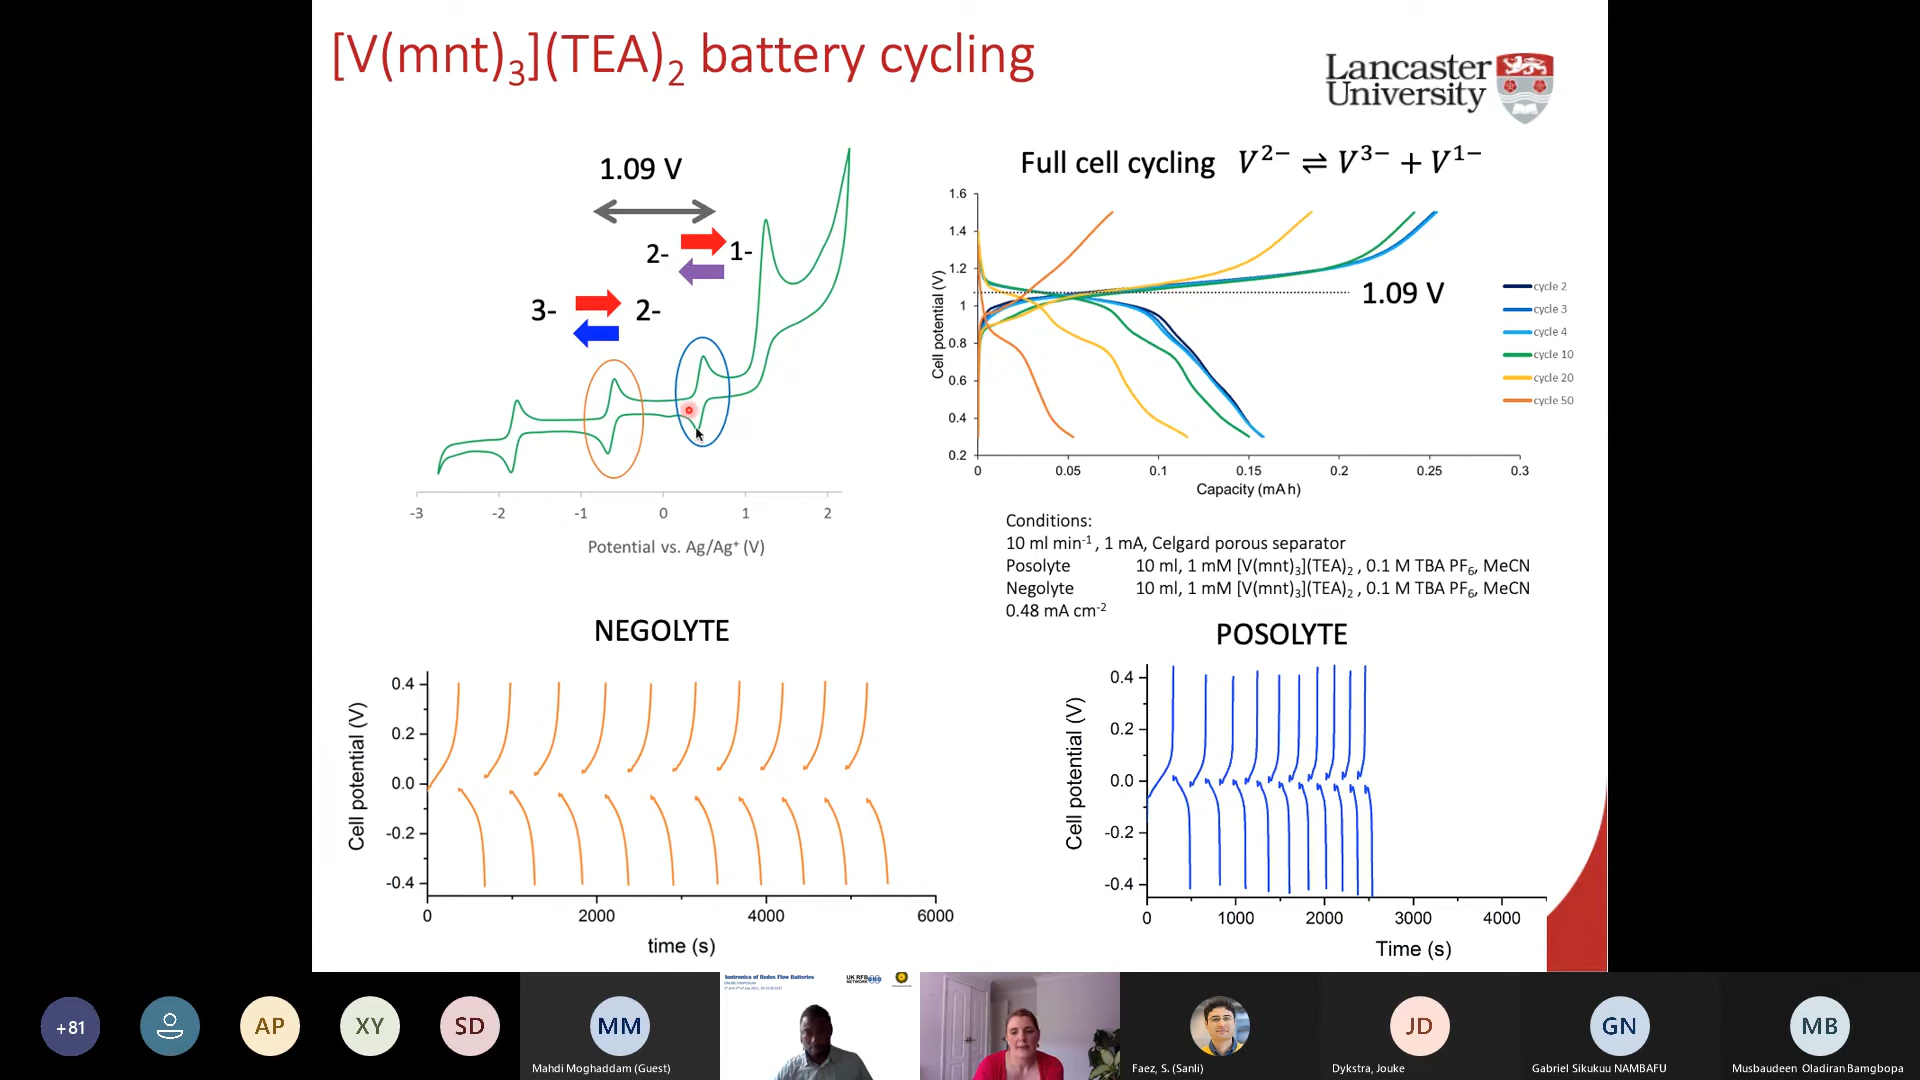 [V(mnt)₃](TEA)₂ battery cycling
Lancaster
University
1.09 V
2-
1-
3-
2-
-3
-2
-1
0
1
2
Potential vs. Ag/Ag⁺ (V)
Full cell cycling V²⁻ ⇌ V³⁻ + V¹⁻
1.6
1.4
1.2
1
0.8
0.6
0.4
0.2
Cell potential (V)
0
0.05
0.1
0.15
0.2
0.25
0.3
Capacity (mA h)
1.09 V
cycle 2
cycle 3
cycle 4
cycle 10
cycle 20
cycle 50
Conditions:
10 ml min⁻¹ , 1 mA, Celgard porous separator
Posolyte 10 ml, 1 mM [V(mnt)₃](TEA)₂ , 0.1 M TBA PF₆, MeCN
Negolyte 10 ml, 1 mM [V(mnt)₃](TEA)₂ , 0.1 M TBA PF₆, MeCN
0.48 mA cm⁻²
NEGOLYTE
0.4
0.2
0.0
-0.2
-0.4
Cell potential (V)
0
2000
4000
6000
time (s)
POSOLYTE
0.4
0.2
0.0
-0.2
-0.4
Cell potential (V)
0
1000
2000
3000
4000
Time (s)
+81
AP
XY
SD
MM
Mahdi Moghaddam (Guest)
Iontronics of Redox Flow Batteries
UK RFB
NETWORK
Faez, S. (Sanli)
JD
Dykstra, Jouke
GN
Gabriel Sikukuu NAMBAFU
MB
Musbaudeen Oladiran Bamgbopa